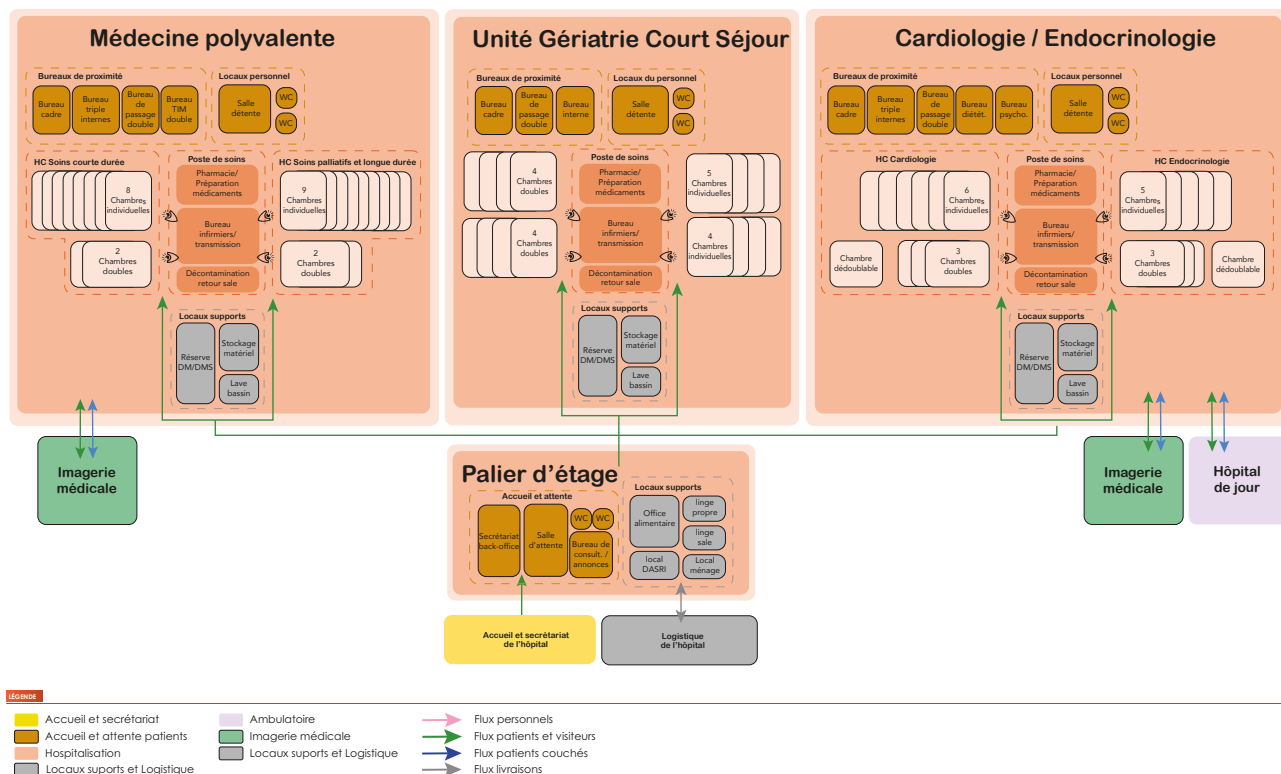 Médecine polyvalente
Bureaux de proximité
Bureau
cadre
Bureau
triple
internes
Bureau
de
passage
double
Bureau
TIM
double
Locaux personnel
Salle
détente
WC
WC
HC Soins courte durée
8
Chambres
individuelles
2
Chambres
doubles
Poste de soins
Pharmacie/
Préparation
médicaments
Bureau
infirmiers/
transmission
Décontamination
retour sale
HC Soins palliatifs et longue durée
9
Chambres
individuelles
2
Chambres
doubles
Locaux supports
Réserve
DM/DMS
Stockage
matériel
Lave
bassin
Unité Gériatrie Court Séjour
Bureaux de proximité
Bureau
cadre
Bureau
de
passage
double
Bureau
interne
Locaux du personnel
Salle
détente
WC
WC
4
Chambres
doubles
4
Chambres
doubles
Poste de soins
Pharmacie/
Préparation
médicaments
Bureau
infirmiers/
transmission
Décontamination
retour sale
5
Chambres
individuelles
4
Chambres
individuelles
Locaux supports
Réserve
DM/DMS
Stockage
matériel
Lave
bassin
Cardiologie / Endocrinologie
Bureaux de proximité
Bureau
cadre
Bureau
triple
internes
Bureau
de
passage
double
Bureau
diétét.
Bureau
psycho.
Locaux personnel
Salle
détente
WC
WC
HC Cardiologie
6
Chambres
individuelles
Chambre
dédoublable
3
Chambres
doubles
Poste de soins
Pharmacie/
Préparation
médicaments
Bureau
infirmiers/
transmission
Décontamination
retour sale
HC Endocrinologie
5
Chambres
individuelles
3
Chambres
doubles
Chambre
dédoublable
Locaux supports
Réserve
DM/DMS
Stockage
matériel
Lave
bassin
Imagerie
médicale
Palier d'étage
Accueil et attente
Secrétariat
back-office
Salle
d'attente
WC
WC
Bureau de
consult. /
annonces
Locaux supports
Office
alimentaire
linge
propre
linge
sale
local
DASRI
Local
ménage
Imagerie
médicale
Hôpital
de jour
Accueil et secrétariat
de l'hôpital
Logistique
de l'hôpital
LÉGENDE
Accueil et secrétariat
Accueil et attente patients
Hospitalisation
Locaux suports et Logistique
Ambulatoire
Imagerie médicale
Locaux suports et Logistique
Flux personnels
Flux patients et visiteurs
Flux patients couchés
Flux livraisons